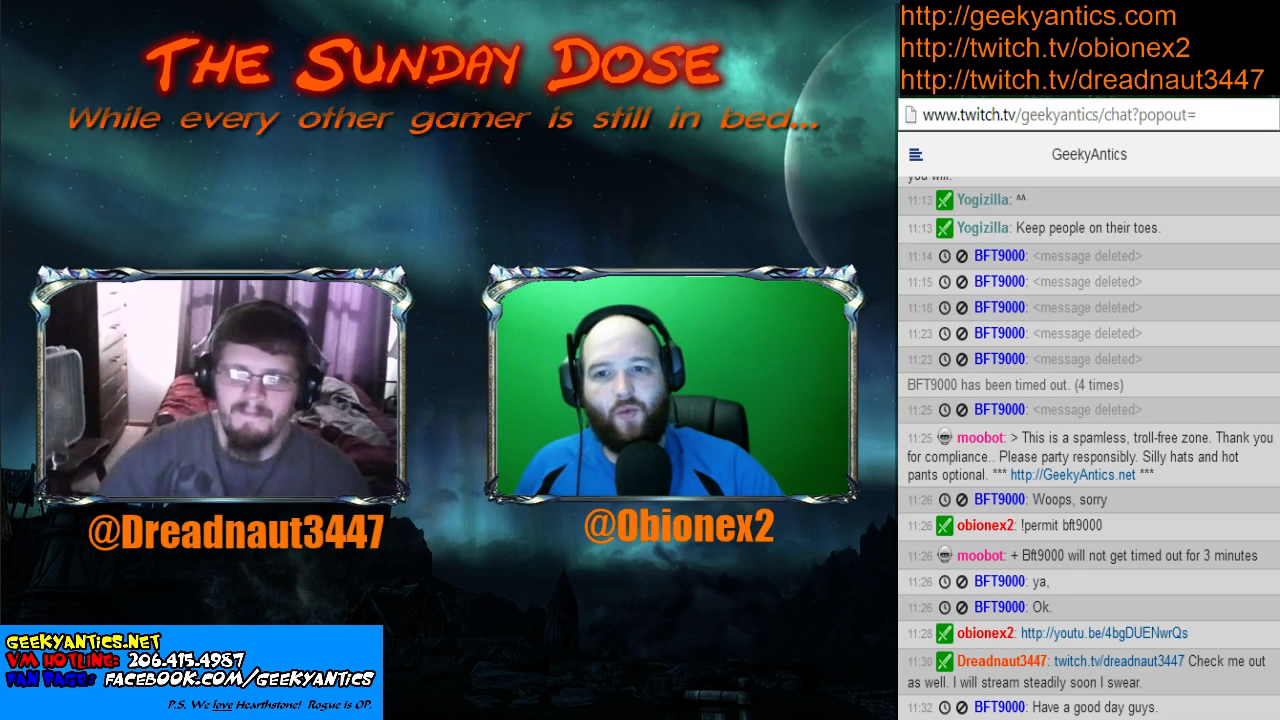 The Sunday Dose
While every other gamer is still in bed...
@Dreadnaut3447
@Obionex2
GEEKYANTICS.NET
VM HOTLINE: 206.415.4987
FAN PAGE: FACEBOOK.COM/GEEKYANTICS
P.S. We love Hearthstone! Rogue is OP.
http://geekyantics.com
http://twitch.tv/obionex2
http://twitch.tv/dreadnaut3447
www.twitch.tv/geekyantics/chat?popout=
GeekyAntics
you will.
11:13 Yogizilla: ^^
11:13 Yogizilla: Keep people on their toes.
11:14 BFT9000: <message deleted>
11:15 BFT9000: <message deleted>
11:18 BFT9000: <message deleted>
11:23 BFT9000: <message deleted>
11:23 BFT9000: <message deleted>
BFT9000 has been timed out. (4 times)
11:25 BFT9000: <message deleted>
11:25 moobot: > This is a spamless, troll-free zone. Thank you
for compliance.. Please party responsibly. Silly hats and hot
pants optional. *** http://GeekyAntics.net ***
11:26 BFT9000: Woops, sorry
11:26 obionex2: !permit bft9000
11:26 moobot: + Bft9000 will not get timed out for 3 minutes
11:26 BFT9000: ya,
11:26 BFT9000: Ok.
11:28 obionex2: http://youtu.be/4bgDUENwrQs
11:30 Dreadnaut3447: twitch.tv/dreadnaut3447 Check me out
as well. I will stream steadily soon I swear.
11:32 BFT9000: Have a good day guys.